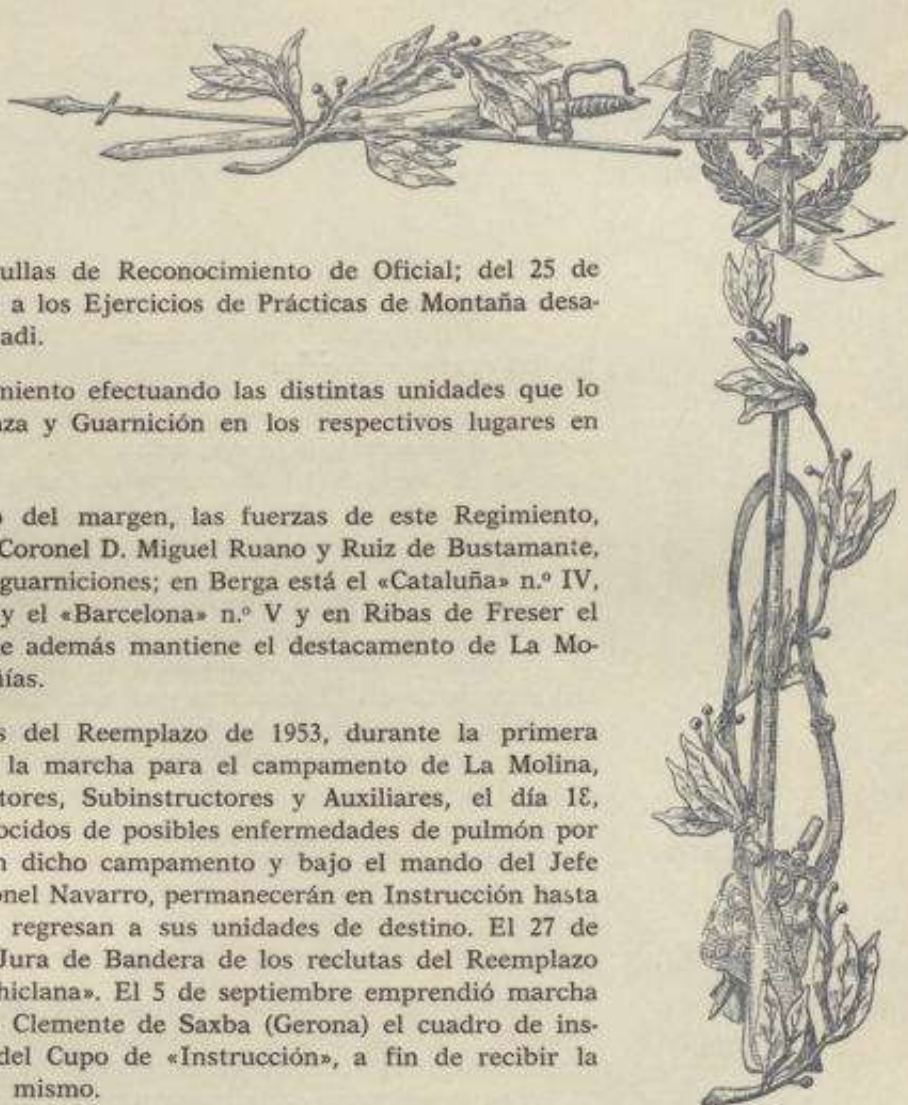 ullas de Reconocimiento de Oficial; del 25 de
a los Ejercicios de Prácticas de Montaña desa-
adi.
miento efectuando las distintas unidades que lo
nza y Guarnición en los respectivos lugares en
o del margen, las fuerzas de este Regimiento,
Coronel D. Miguel Ruano y Ruiz de Bustamante,
guarniciones; en Berga está el «Cataluña» n.º IV,
y el «Barcelona» n.º V y en Ribas de Freser el
e además mantiene el destacamento de La Mo-
ñías.
s del Reemplazo de 1953, durante la primera
la marcha para el campamento de La Molina,
tores, Subinstructores y Auxiliares, el día 18,
ocidos de posibles enfermedades de pulmón por
n dicho campamento y bajo el mando del Jefe
onel Navarro, permanecerán en Instrucción hasta
regresan a sus unidades de destino. El 27 de
Jura de Bandera de los reclutas del Reemplazo
hiclana». El 5 de septiembre emprendió marcha
Clemente de Saxba (Gerona) el cuadro de ins-
del Cupo de «Instrucción», a fin de recibir la
mismo.